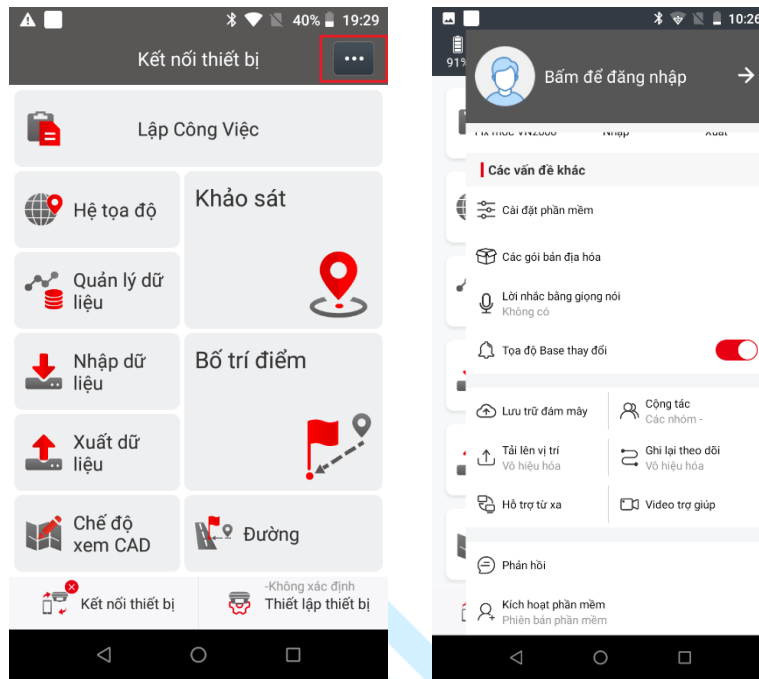 40% 19:29
Kết nối thiết bị
Lập Công Việc
Hệ tọa độ
Khảo sát
Quản lý dữ
liệu
Nhập dữ
liệu
Bố trí điểm
Xuất dữ
liệu
Chế độ
xem CAD
Đường
Kết nối thiết bị
-Không xác định
Thiết lập thiết bị
10:26
91%
Bấm để đăng nhập
Fix mốc VN2000 Nhập Xuất
Các vấn đề khác
Cài đặt phần mềm
Các gói bản địa hóa
Lời nhắc bằng giọng nói
Không có
Tọa độ Base thay đổi
Lưu trữ đám mây
Cộng tác
Các nhóm -
Tải lên vị trí
Vô hiệu hóa
Ghi lại theo dõi
Vô hiệu hóa
Hỗ trợ từ xa
Video trợ giúp
Phản hồi
Kích hoạt phần mềm
Phiên bản phần mềm